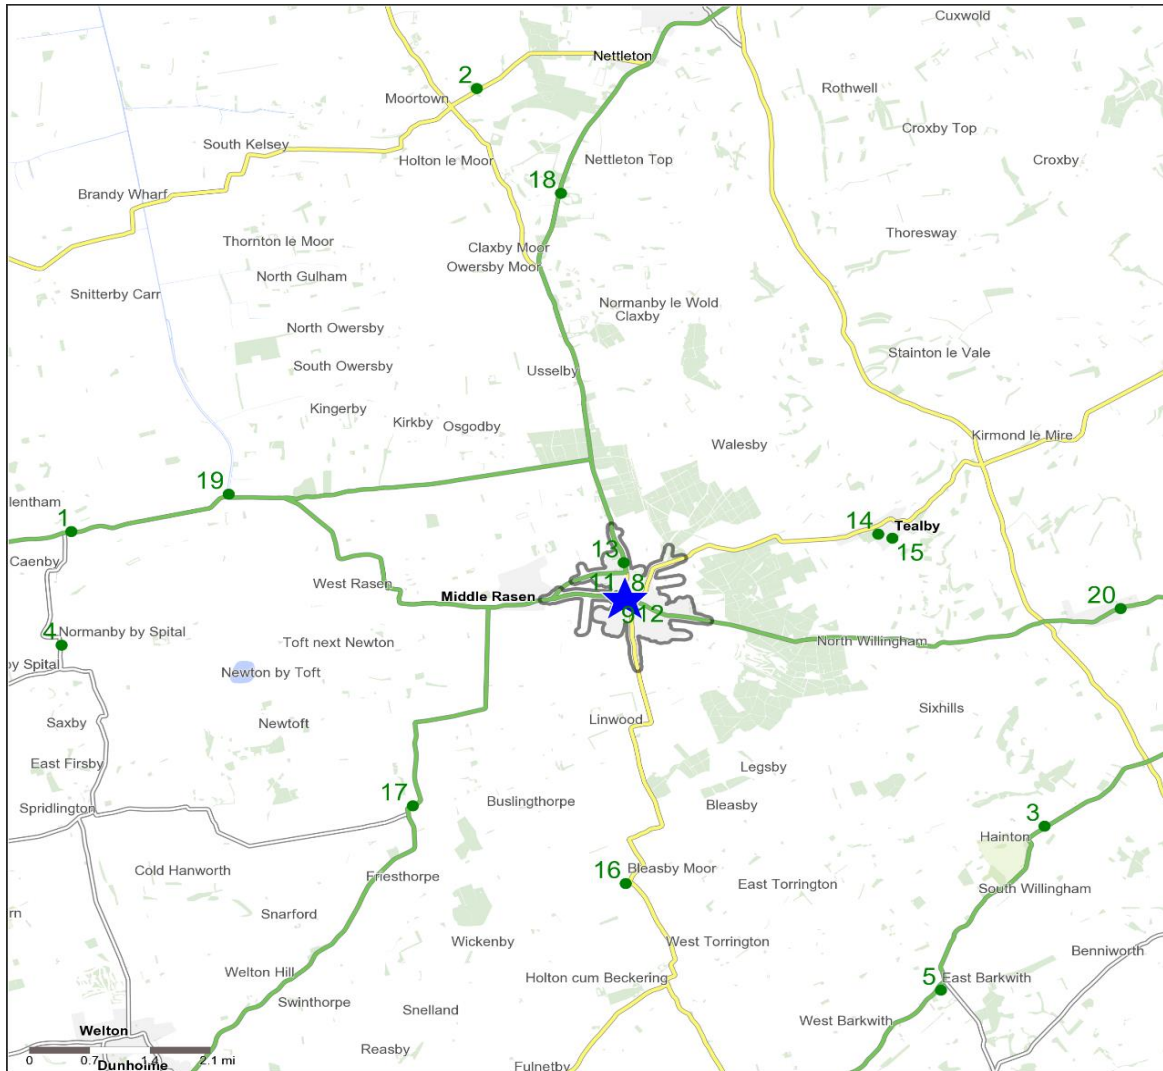 Cuxwold
Nettleton
2
Rothwell
Moortown
Croxby Top
South Kelsey
Holton le Moor
Nettleton Top
Croxby
18
Brandy Wharf
Thoresway
Thornton le Moor
Claxby Moor
Owersby Moor
North Gulham
Snitterby Carr
Normanby le Wold
Claxby
North Owersby
Stainton le Vale
South Owersby
Usselby
Kingerby
Kirkby
Osgodby
Kirmond le Mire
Walesby
19
lentham
1
14
Tealby
15
13
Caenby
West Rasen
11
8
Middle Rasen
20
9
12
4
Normanby by Spital
Toft next Newton
North Willingham
by Spital
Newton by Toft
Sixhills
Saxby
Newtoft
Linwood
East Firsby
Legsby
17
Buslingthorpe
Bleasby
Spridlington
3
Hainton
Cold Hanworth
Friesthorpe
16
Bleasby Moor
East Torrington
South Willingham
rn
Snarford
Wickenby
West Torrington
Benniworth
Welton Hill
Holton cum Beckering
5
East Barkwith
Swinthorpe
Snelland
West Barkwith
Welton
Reasby
0
0.7
1.4
2.1 mi
Dunholme
Fulnetby